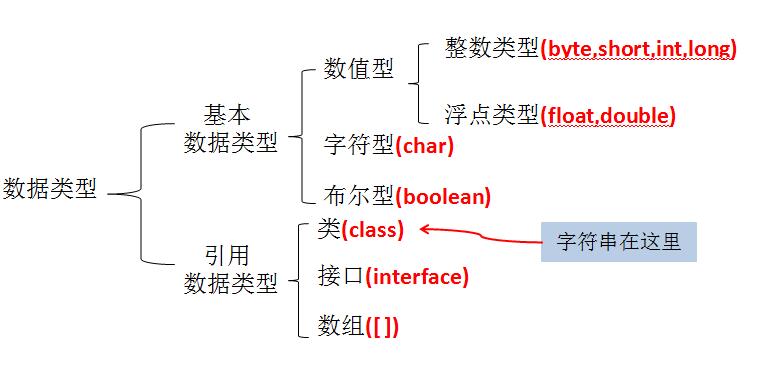 数据类型
基本
数据类型
数值型
整数类型(byte,short,int,long)
浮点类型(float,double)
字符型(char)
布尔型(boolean)
引用
数据类型
类(class)
字符串在这里
接口(interface)
数组([ ])